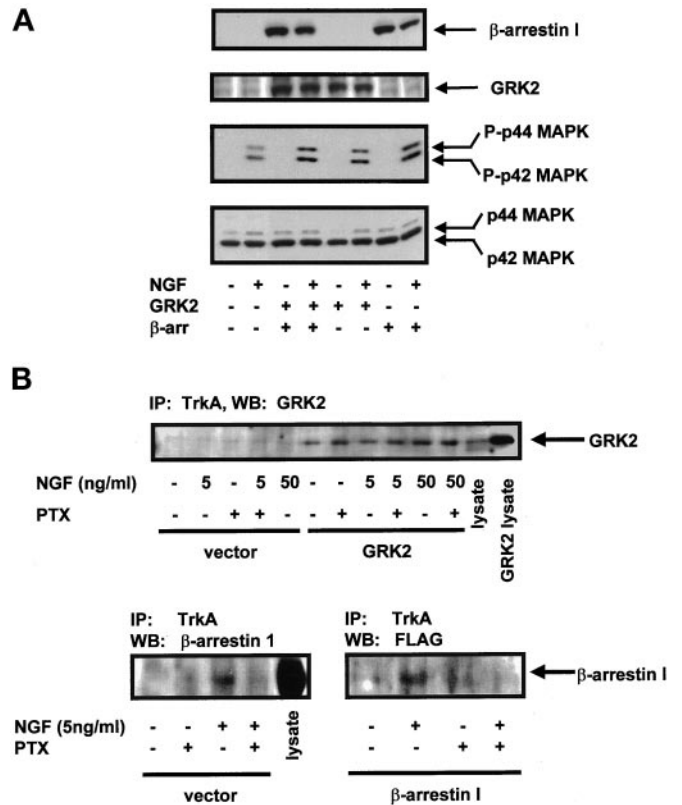 A
β-arrestin I
GRK2
P-p44 MAPK
P-p42 MAPK
p44 MAPK
p42 MAPK
NGF - + - + - + - +
GRK2 - - + + + + - -
β-arr - - + + - - + +
B
IP: TrkA, WB: GRK2
GRK2
NGF (ng/ml) - 5 - 5 50 - - 5 5 50 50
PTX - - + + - - + - + - +
lysate
GRK2 lysate
vector GRK2
IP: TrkA
WB: β-arrestin 1
IP: TrkA
WB: FLAG
β-arrestin I
NGF (5ng/ml) - - + + - + - +
PTX - + - + - - + +
lysate
vector β-arrestin I